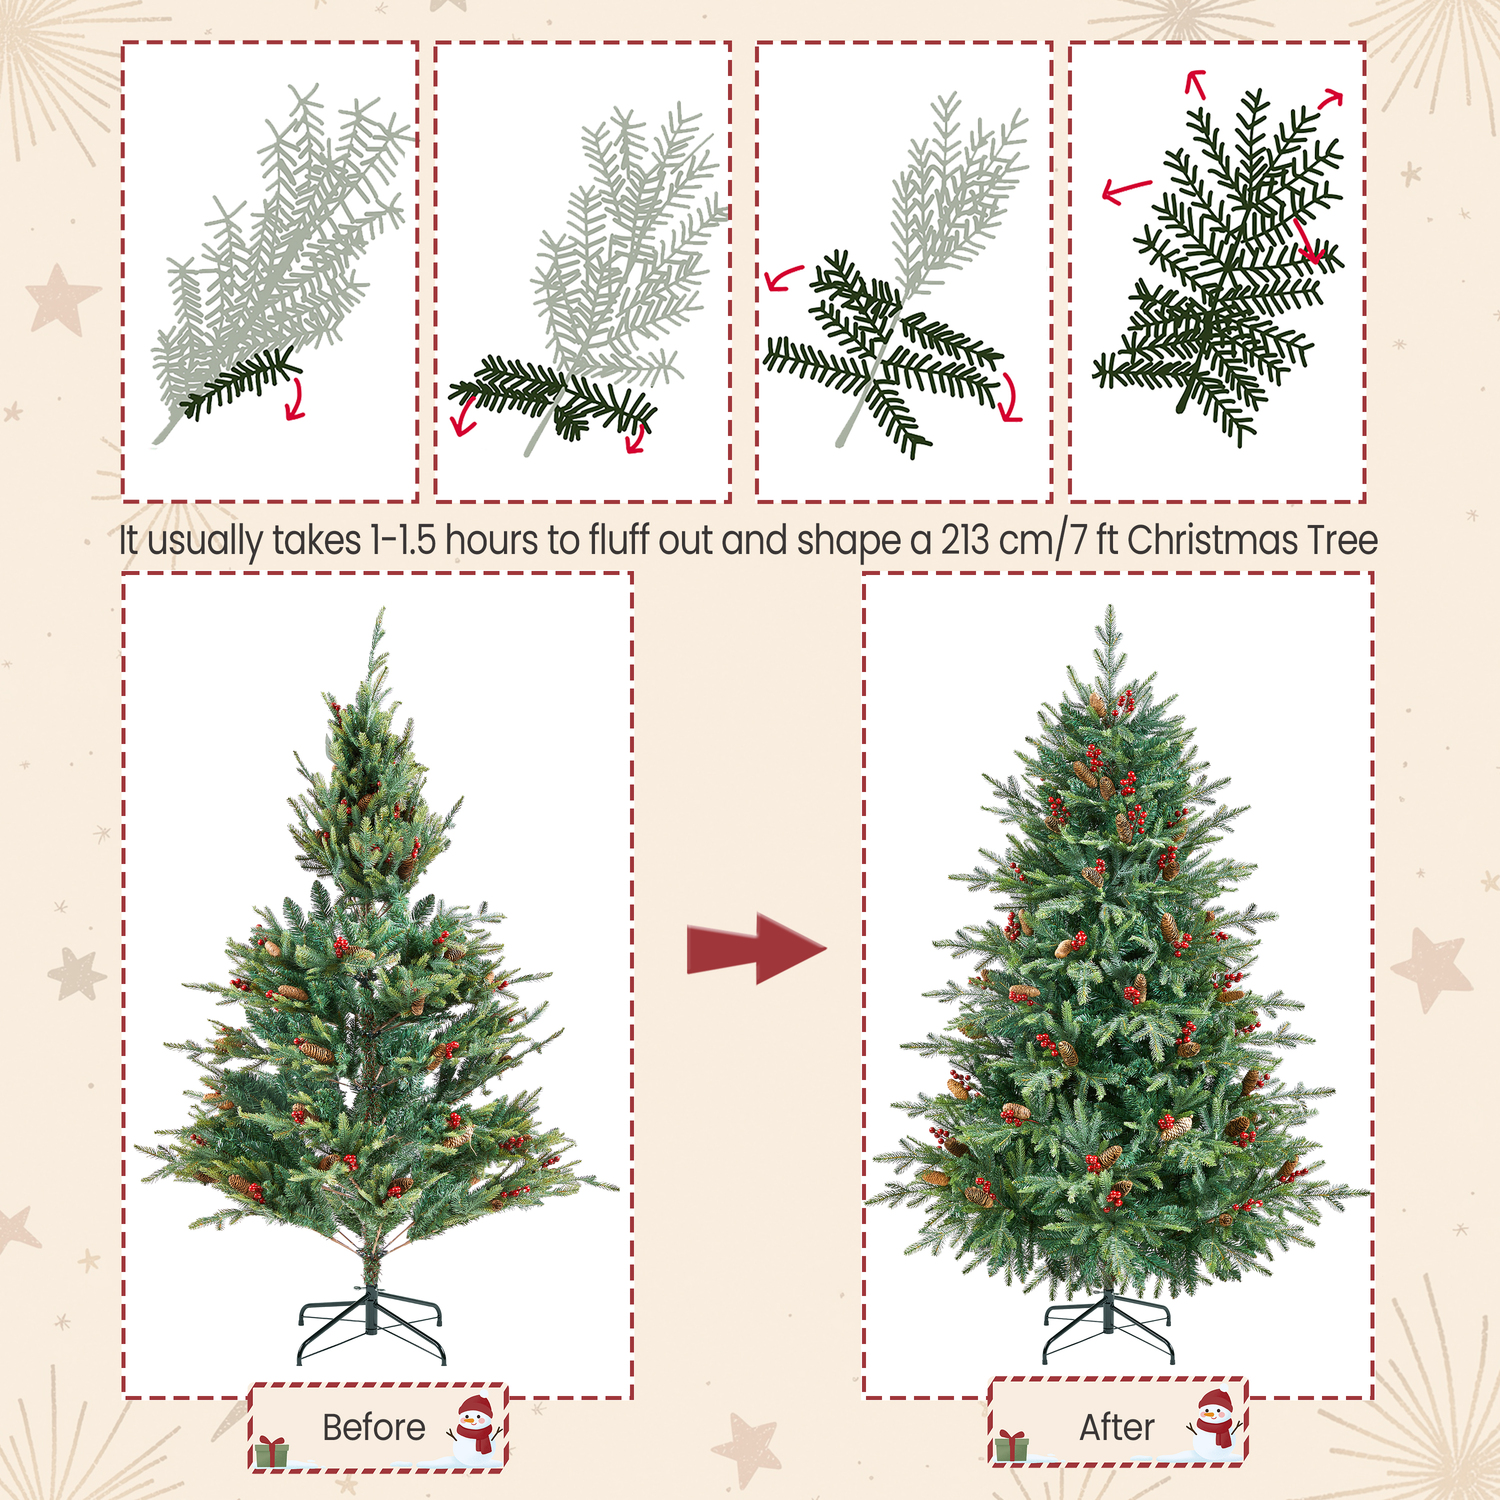 It usually takes 1-1.5 hours to fluff out and shape a 213 cm/7 ft Christmas Tree
Before
After